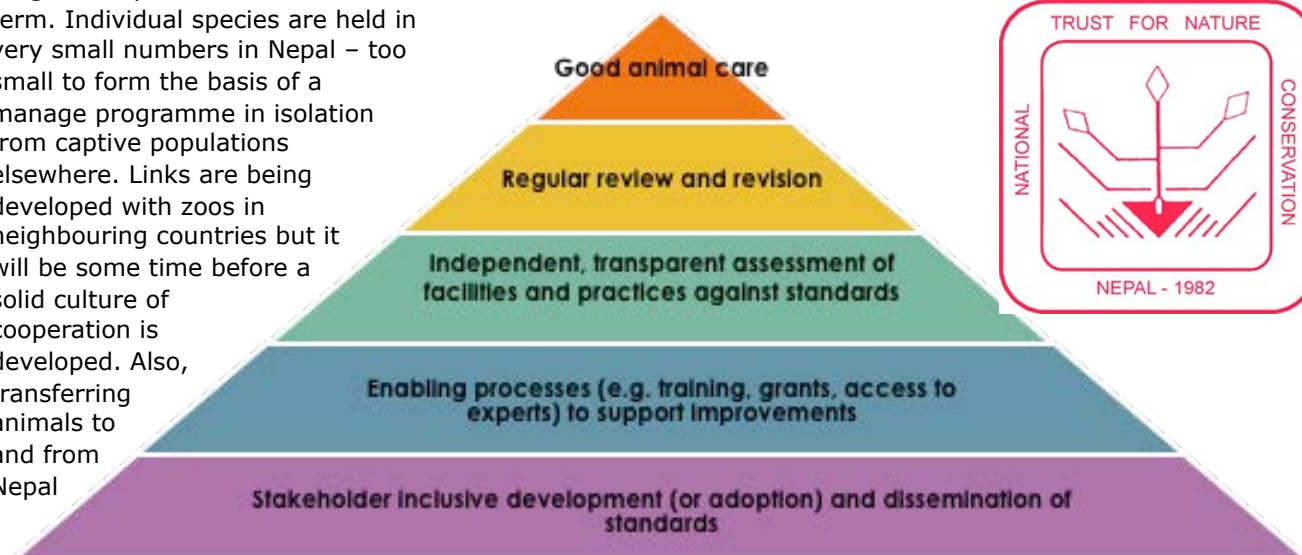 term. Individual species are held in
very small numbers in Nepal – too
small to form the basis of a
manage programme in isolation
from captive populations
elsewhere. Links are being
developed with zoos in
neighbouring countries but it
will be some time before a
solid culture of
cooperation is
developed. Also,
transferring
animals to
and from
Nepal
Good animal care
Regular review and revision
Independent, transparent assessment of
facilities and practices against standards
Enabling processes (e.g. training, grants, access to
experts) to support improvements
Stakeholder inclusive development (or adoption) and dissemination of
standards
TRUST FOR NATURE
NATIONAL
CONSERVATION
NEPAL - 1982